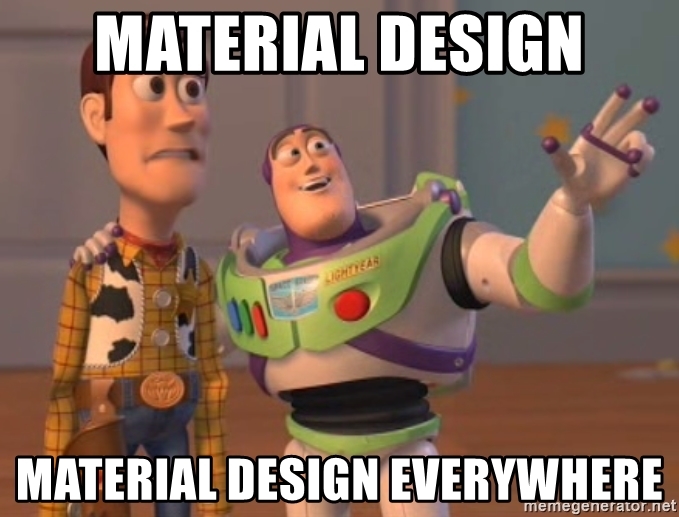 MATERIAL DESIGN
LIGHTYEAR
MATERIAL DESIGN EVERYWHERE
memegenerator.net